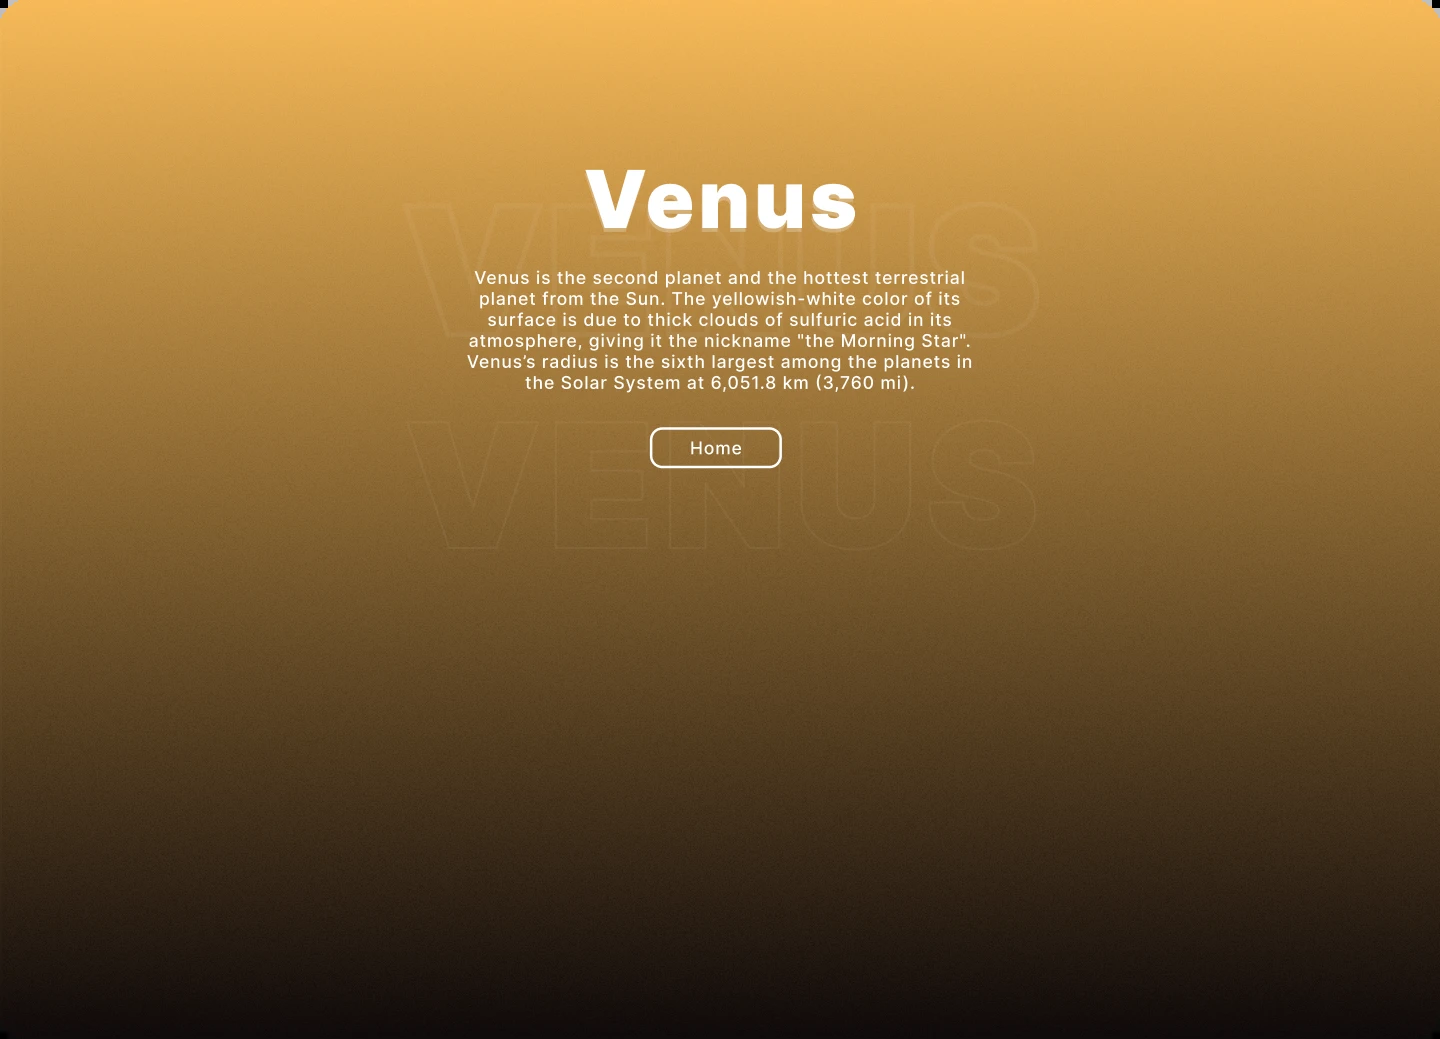 Venus
VENUS
Venus is the second planet and the hottest terrestrial
planet from the Sun. The yellowish-white color of its
surface is due to thick clouds of sulfuric acid in its
atmosphere, giving it the nickname "the Morning Star".
Venus’s radius is the sixth largest among the planets in
the Solar System at 6,051.8 km (3,760 mi).
Home
VENUS